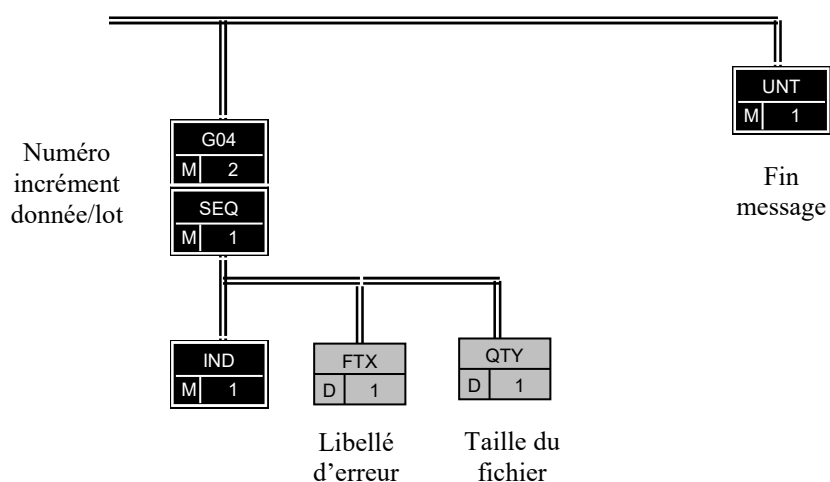 UNT
M 1
G04
M 2
SEQ
M 1
Numéro
incrément
donnée/lot
Fin
message
IND
M 1
FTX
D 1
QTY
D 1
Libellé
d'erreur
Taille du
fichier